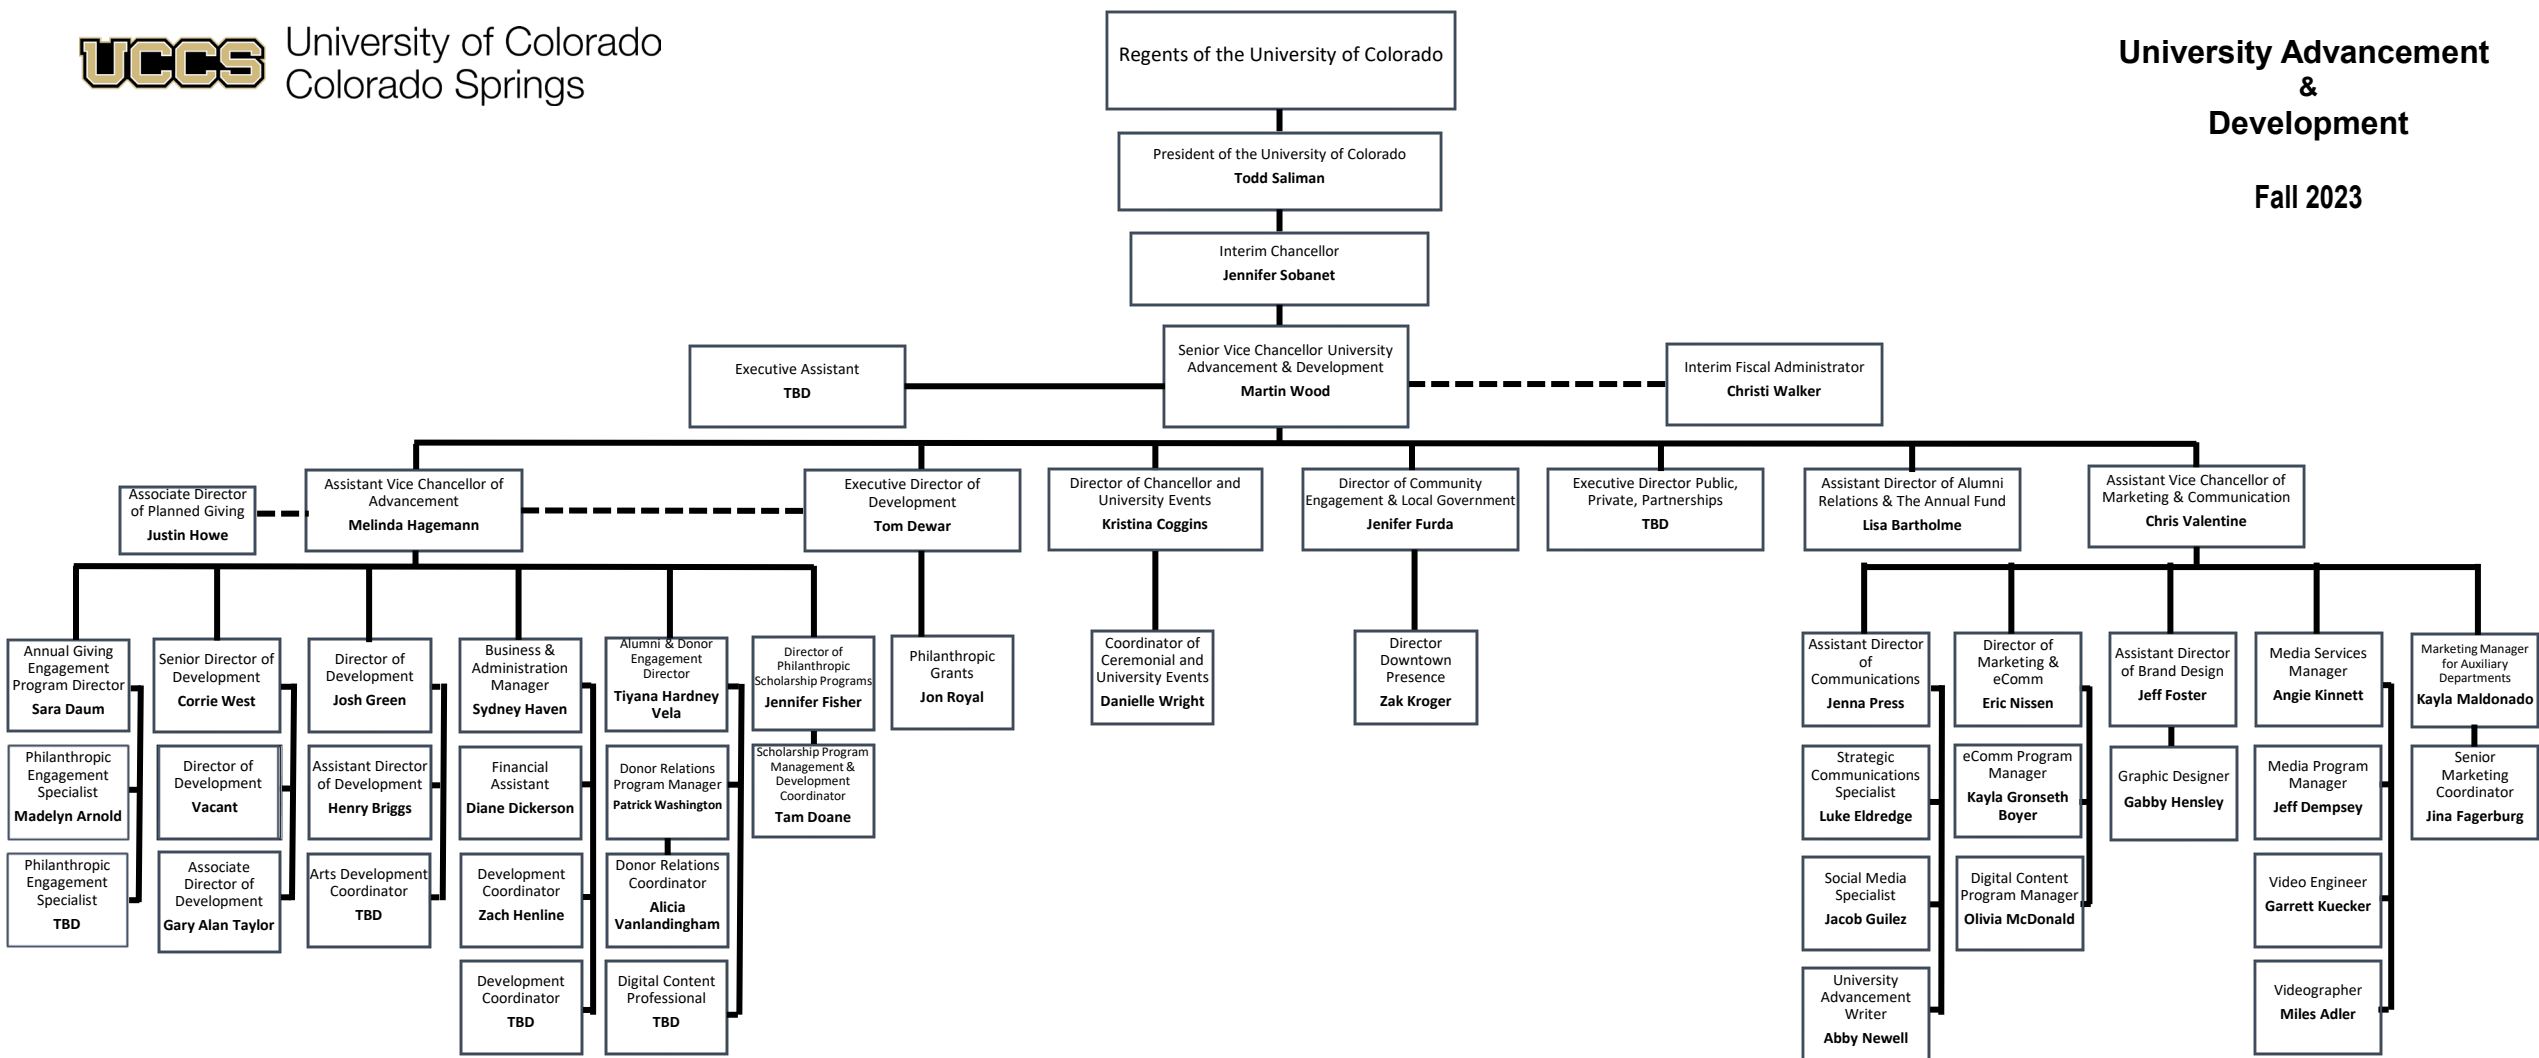 UCCS
University of Colorado
Colorado Springs
University Advancement
&
Development
Fall 2023
Regents of the University of Colorado
President of the University of Colorado
Todd Saliman
Interim Chancellor
Jennifer Sobanet
Executive Assistant
TBD
Senior Vice Chancellor University
Advancement & Development
Martin Wood
Interim Fiscal Administrator
Christi Walker
Associate Director
of Planned Giving
Justin Howe
Assistant Vice Chancellor of
Advancement
Melinda Hagemann
Executive Director of
Development
Tom Dewar
Director of Chancellor and
University Events
Kristina Coggins
Director of Community
Engagement & Local Government
Jenifer Furda
Executive Director Public,
Private, Partnerships
TBD
Assistant Director of Alumni
Relations & The Annual Fund
Lisa Bartholme
Assistant Vice Chancellor of
Marketing & Communication
Chris Valentine
Annual Giving
Engagement
Program Director
Sara Daum
Philanthropic
Engagement
Specialist
Madelyn Arnold
Philanthropic
Engagement
Specialist
TBD
Senior Director of
Development
Corrie West
Director of
Development
Vacant
Associate
Director of
Development
Gary Alan Taylor
Director of
Development
Josh Green
Assistant Director
of Development
Henry Briggs
Arts Development
Coordinator
TBD
Business &
Administration
Manager
Sydney Haven
Financial
Assistant
Diane Dickerson
Development
Coordinator
Zach Henline
Development
Coordinator
TBD
Alumni & Donor
Engagement
Director
Tiyana Hardney
Vela
Donor Relations
Program Manager
Patrick Washington
Donor Relations
Coordinator
Alicia
Vanlandingham
Digital Content
Professional
TBD
Director of
Philanthropic
Scholarship Programs
Jennifer Fisher
Scholarship Program
Management &
Development
Coordinator
Tam Doane
Philanthropic
Grants
Jon Royal
Coordinator of
Ceremonial and
University Events
Danielle Wright
Director
Downtown
Presence
Zak Kroger
Assistant Director
of
Communications
Jenna Press
Strategic
Communications
Specialist
Luke Eldredge
Social Media
Specialist
Jacob Guilez
University
Advancement
Writer
Abby Newell
Director of
Marketing &
eComm
Eric Nissen
eComm Program
Manager
Kayla Gronseth
Boyer
Digital Content
Program Manager
Olivia McDonald
Assistant Director
of Brand Design
Jeff Foster
Graphic Designer
Gabby Hensley
Media Services
Manager
Angie Kinnett
Media Program
Manager
Jeff Dempsey
Video Engineer
Garrett Kuecker
Videographer
Miles Adler
Marketing Manager
for Auxiliary
Departments
Kayla Maldonado
Senior
Marketing
Coordinator
Jina Fagerburg